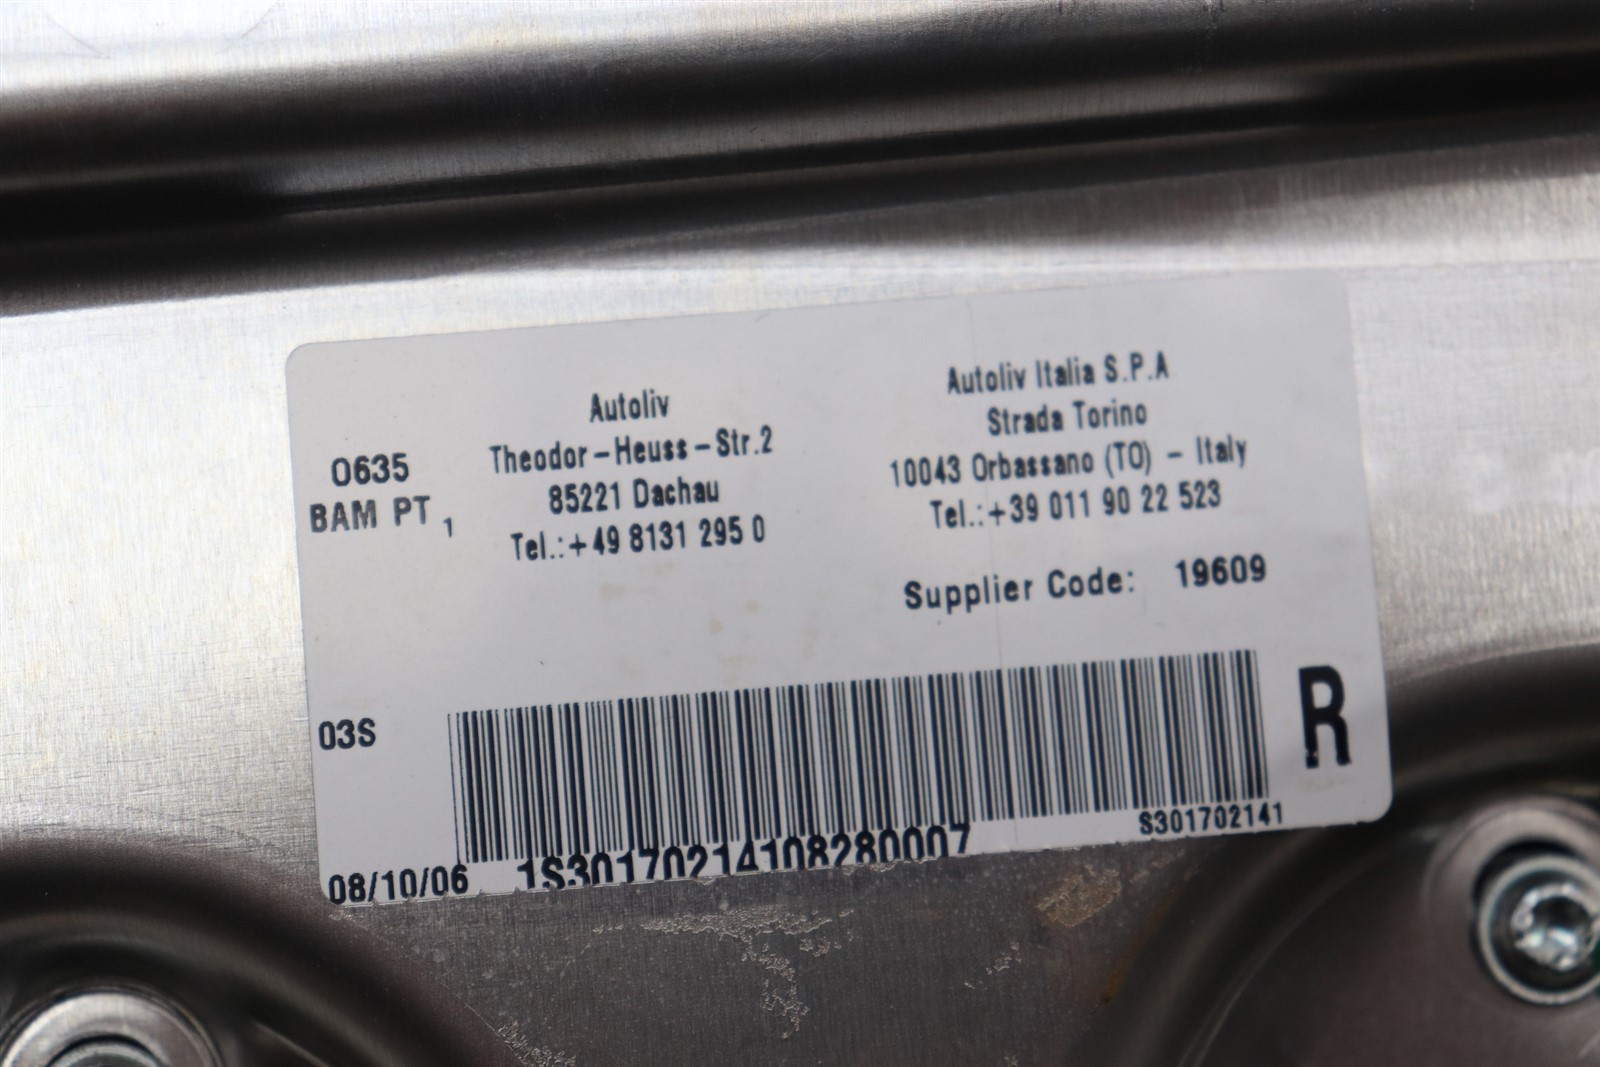 0635
BAM PT 1
Autoliv
Theodor-Heuss-Str.2
85221 Dachau
Tel.:+49 8131 295 0
Autoliv Italia S.P.A
Strada Torino
10043 Orbassano (TO) - Italy
Tel.:+39 011 90 22 523
Supplier Code: 19609
03S
R
08/10/06
1S30170214108280007
S301702141